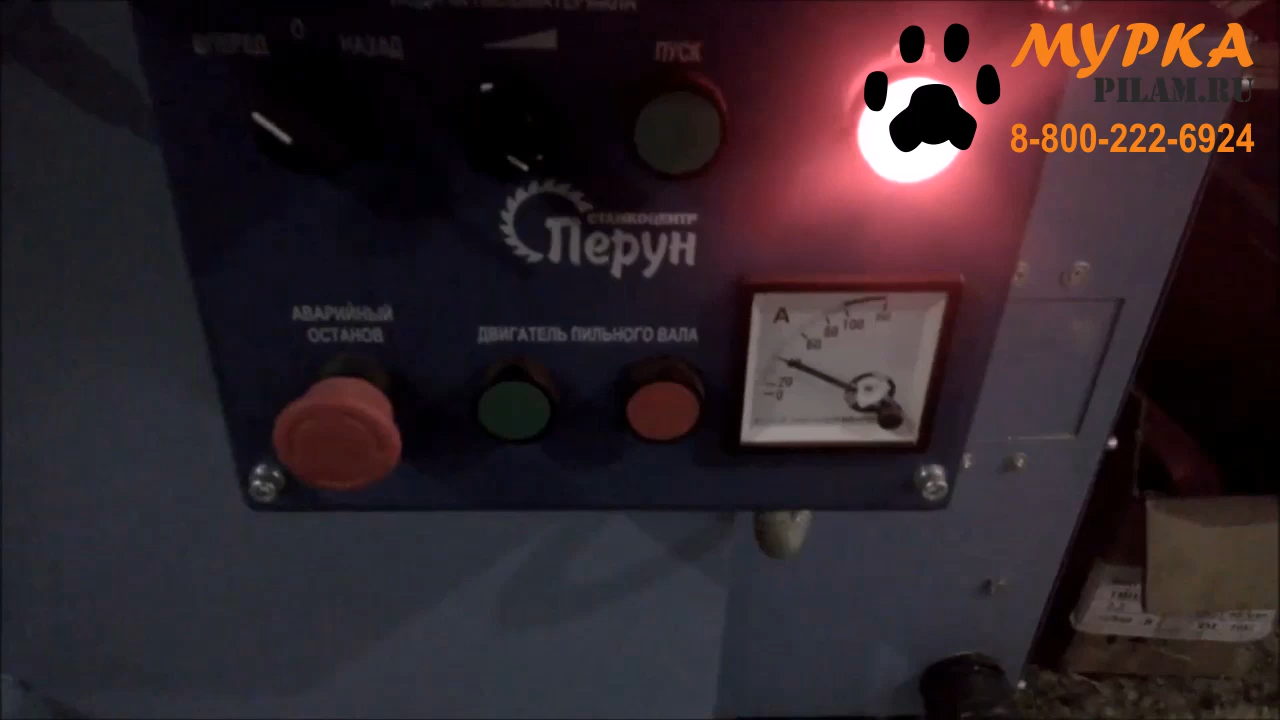 МУРКА
PILAM.RU
8-800-222-6924
ВПЕРЕД 0 НАЗАД
ПУСК
СТАНКОЦЕНТР
Перун
АВАРИЙНЫЙ
ОСТАНОВ
ДВИГАТЕЛЬ ПИЛЬНОГО ВАЛА
A
100
80
60
20
0